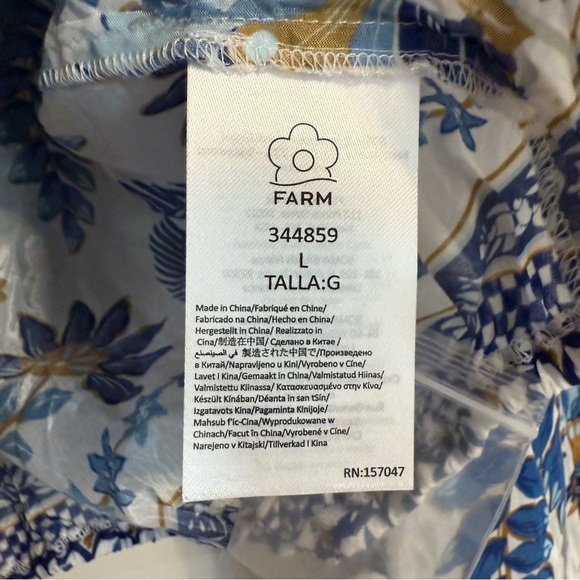 FARM
344859
L
TALLA:G
Made in China/Fabriqué en Chine/
Fabricado na China/Hecho en China/
Hergestellt in China/ Realizzato in
Cina/制造在中国/ Сделано в Китае /
في الصينصنع 製造された中国で/Произведено
в Китай/Napravljeno u Kini/Vyrobeno v Číne/
Lavet i Kina/Gemaakt in China/Valmistatud Hiinas/
Valmistettu Kiinassa/ Κατασκευασμένο στην Κίνα/
Készült Kínában/Déanta in san tSín/
Izgatavots Kina/Pagaminta Kinijoje/
Mahsub f'ic-Cina/Wyprodukowane w
Chinach/Facut în China/Vyrobené v Cíne/
Narejeno v Kitajski/Tillverkad I Kina
RN:157047